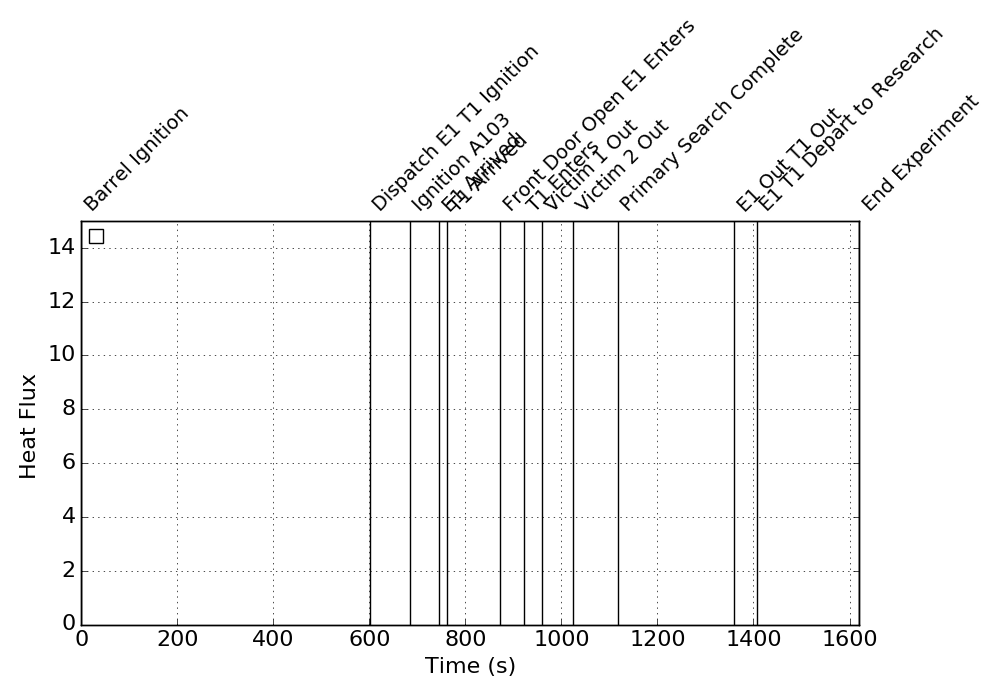 Barrel Ignition
Dispatch E1 T1 Ignition
Ignition A103
E1 Arrived
T1 Arrived
Front Door Open E1 Enters
T1 Enters
Victim 1 Out
Victim 2 Out
Primary Search Complete
E1 Out T1 Out
E1 T1 Depart to Research
End Experiment
14
12
10
8
6
4
2
0
Heat Flux
0 200 400 600 800 1000 1200 1400 1600
Time (s)